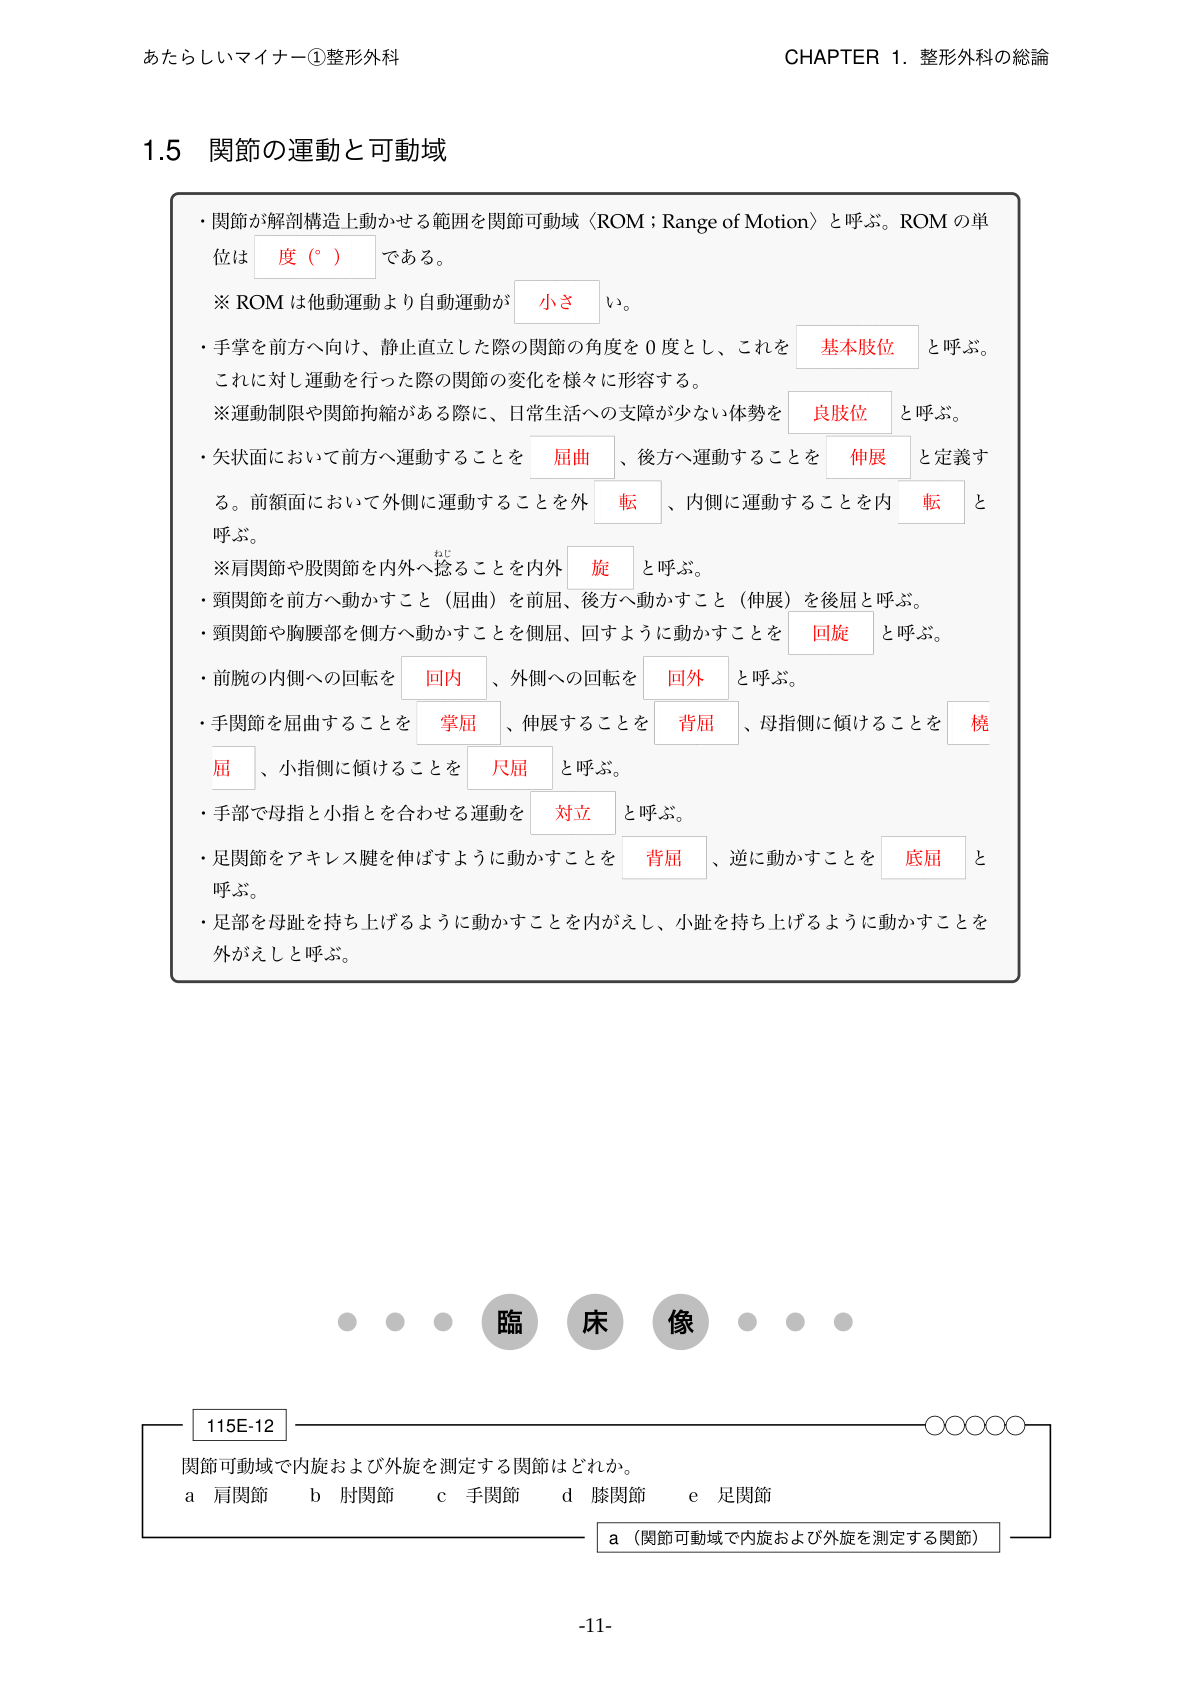 あたらしいマイナー①整形外科
CHAPTER 1. 整形外科の総論
1.5 関節の運動と可動域
・関節が解剖構造上動かせる範囲を関節可動域〈ROM；Range of Motion〉と呼ぶ。ROM の単
位は 度（°） である。
※ ROM は他動運動より自動運動が 小さ い。
・手掌を前方へ向け、静止直立した際の関節の角度を 0 度とし、これを 基本肢位 と呼ぶ。
これに対し運動を行った際の関節の変化を様々に形容する。
※運動制限や関節拘縮がある際に、日常生活への支障が少ない体勢を 良肢位 と呼ぶ。
・矢状面において前方へ運動することを 屈曲 、後方へ運動することを 伸展 と定義す
る。前額面において外側に運動することを外 転 、内側に運動することを内 転 と
呼ぶ。
ねじ
※肩関節や股関節を内外へ捻ることを内外 旋 と呼ぶ。
・頸関節を前方へ動かすこと（屈曲）を前屈、後方へ動かすこと（伸展）を後屈と呼ぶ。
・頸関節や胸腰部を側方へ動かすことを側屈、回すように動かすことを 回旋 と呼ぶ。
・前腕の内側への回転を 回内 、外側への回転を 回外 と呼ぶ。
・手関節を屈曲することを 掌屈 、伸展することを 背屈 、母指側に傾けることを 橈
屈 、小指側に傾けることを 尺屈 と呼ぶ。
・手部で母指と小指とを合わせる運動を 対立 と呼ぶ。
・足関節をアキレス腱を伸ばすように動かすことを 背屈 、逆に動かすことを 底屈 と
呼ぶ。
・足部を母趾を持ち上げるように動かすことを内がえし、小趾を持ち上げるように動かすことを
外がえしと呼ぶ。
臨 床 像
115E-12
関節可動域で内旋および外旋を測定する関節はどれか。
a 肩関節 b 肘関節 c 手関節 d 膝関節 e 足関節
a （関節可動域で内旋および外旋を測定する関節）
-11-